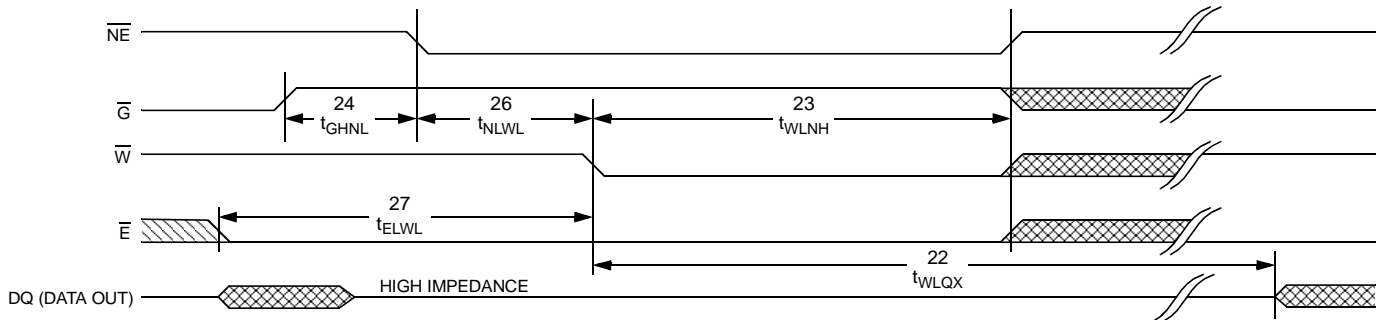 NE
G
24
tGHNL
26
tNLWL
23
tWLNH
W
27
tELWL
E
22
tWLQX
DQ (DATA OUT)
HIGH IMPEDANCE